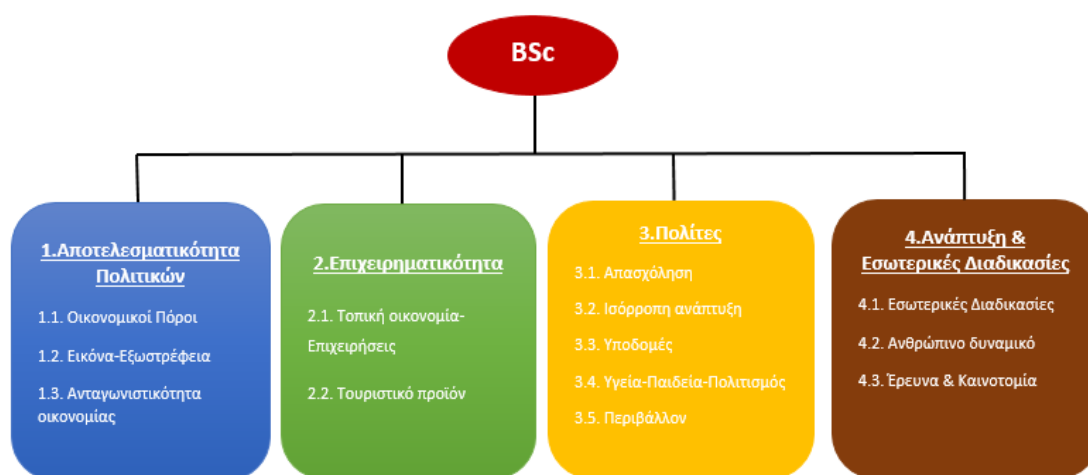 BSc
1.Αποτελεσματικότητα
Πολιτικών
1.1. Οικονομικοί Πόροι
1.2. Εικόνα-Εξωστρέφεια
1.3. Ανταγωνιστικότητα
οικονομίας
2.Επιχειρηματικότητα
2.1. Τοπική οικονομία-
Επιχειρήσεις
2.2. Τουριστικό προϊόν
3.Πολίτες
3.1. Απασχόληση
3.2. Ισόρροπη ανάπτυξη
3.3. Υποδομές
3.4. Υγεία-Παιδεία-Πολιτισμός
3.5. Περιβάλλον
4.Ανάπτυξη &
Εσωτερικές Διαδικασίες
4.1. Εσωτερικές Διαδικασίες
4.2. Ανθρώπινο δυναμικό
4.3. Έρευνα & Καινοτομία